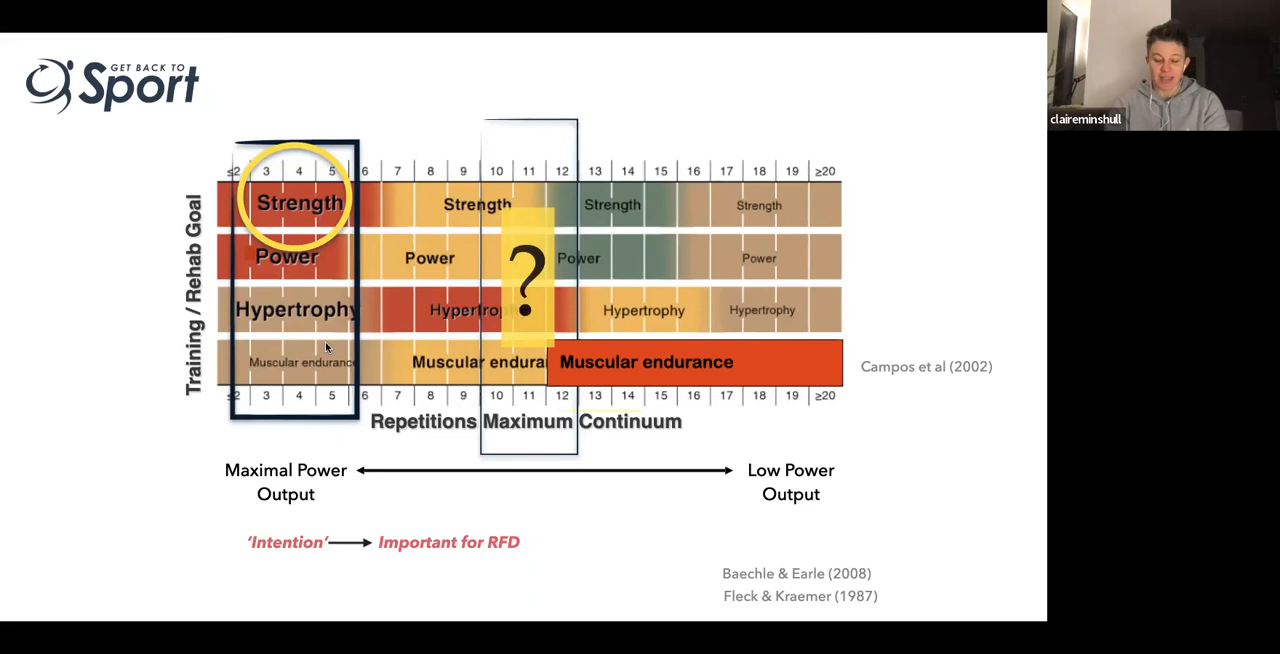 GET BACK TO
Sport
claireminshull
≤2 3 4 5 6 7 8 9 10 11 12 13 14 15 16 17 18 19 ≥20
Training / Rehab Goal
Strength Strength Strength Strength
Power Power Power Power
?
Hypertrophy Hypertrop Hypertrophy Hypertrophy
Muscular endurance Muscular endura Muscular endurance
Campos et al (2002)
≤2 3 4 5 6 7 8 9 10 11 12 13 14 15 16 17 18 19 ≥20
Repetitions Maximum Continuum
Maximal Power Output
Low Power Output
‘Intention’ Important for RFD
Baechle & Earle (2008)
Fleck & Kraemer (1987)